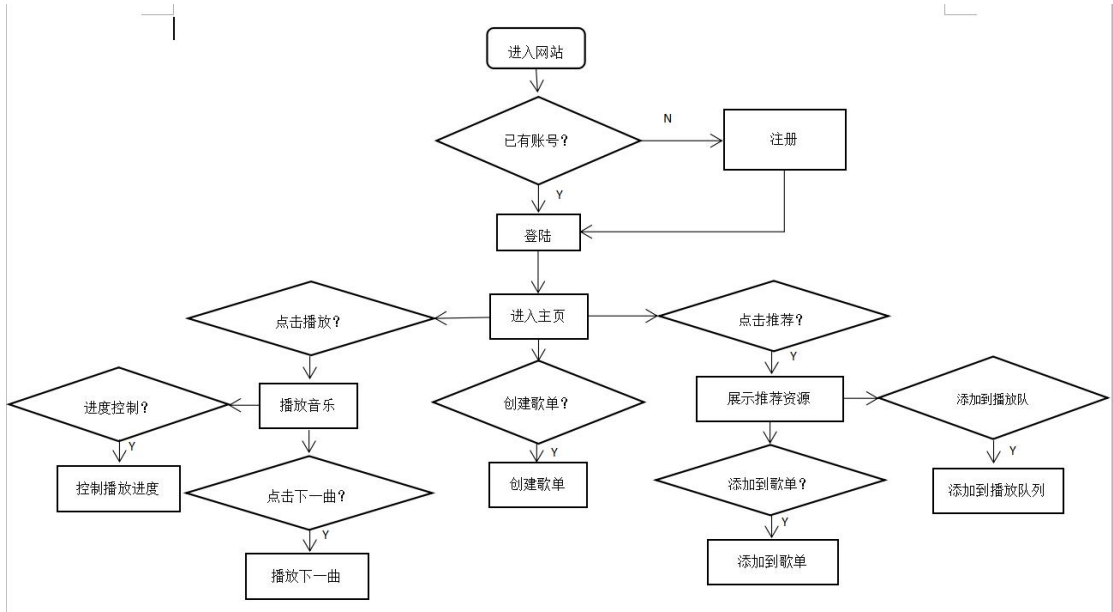 进入网站
已有账号？
N
注册
Y
登陆
进入主页
点击播放？
点击推荐？
Y
进度控制？
播放音乐
创建歌单？
展示推荐资源
添加到播放队
Y
控制播放进度
点击下一曲？
Y
创建歌单
添加到歌单？
Y
添加到播放队列
Y
播放下一曲
Y
添加到歌单